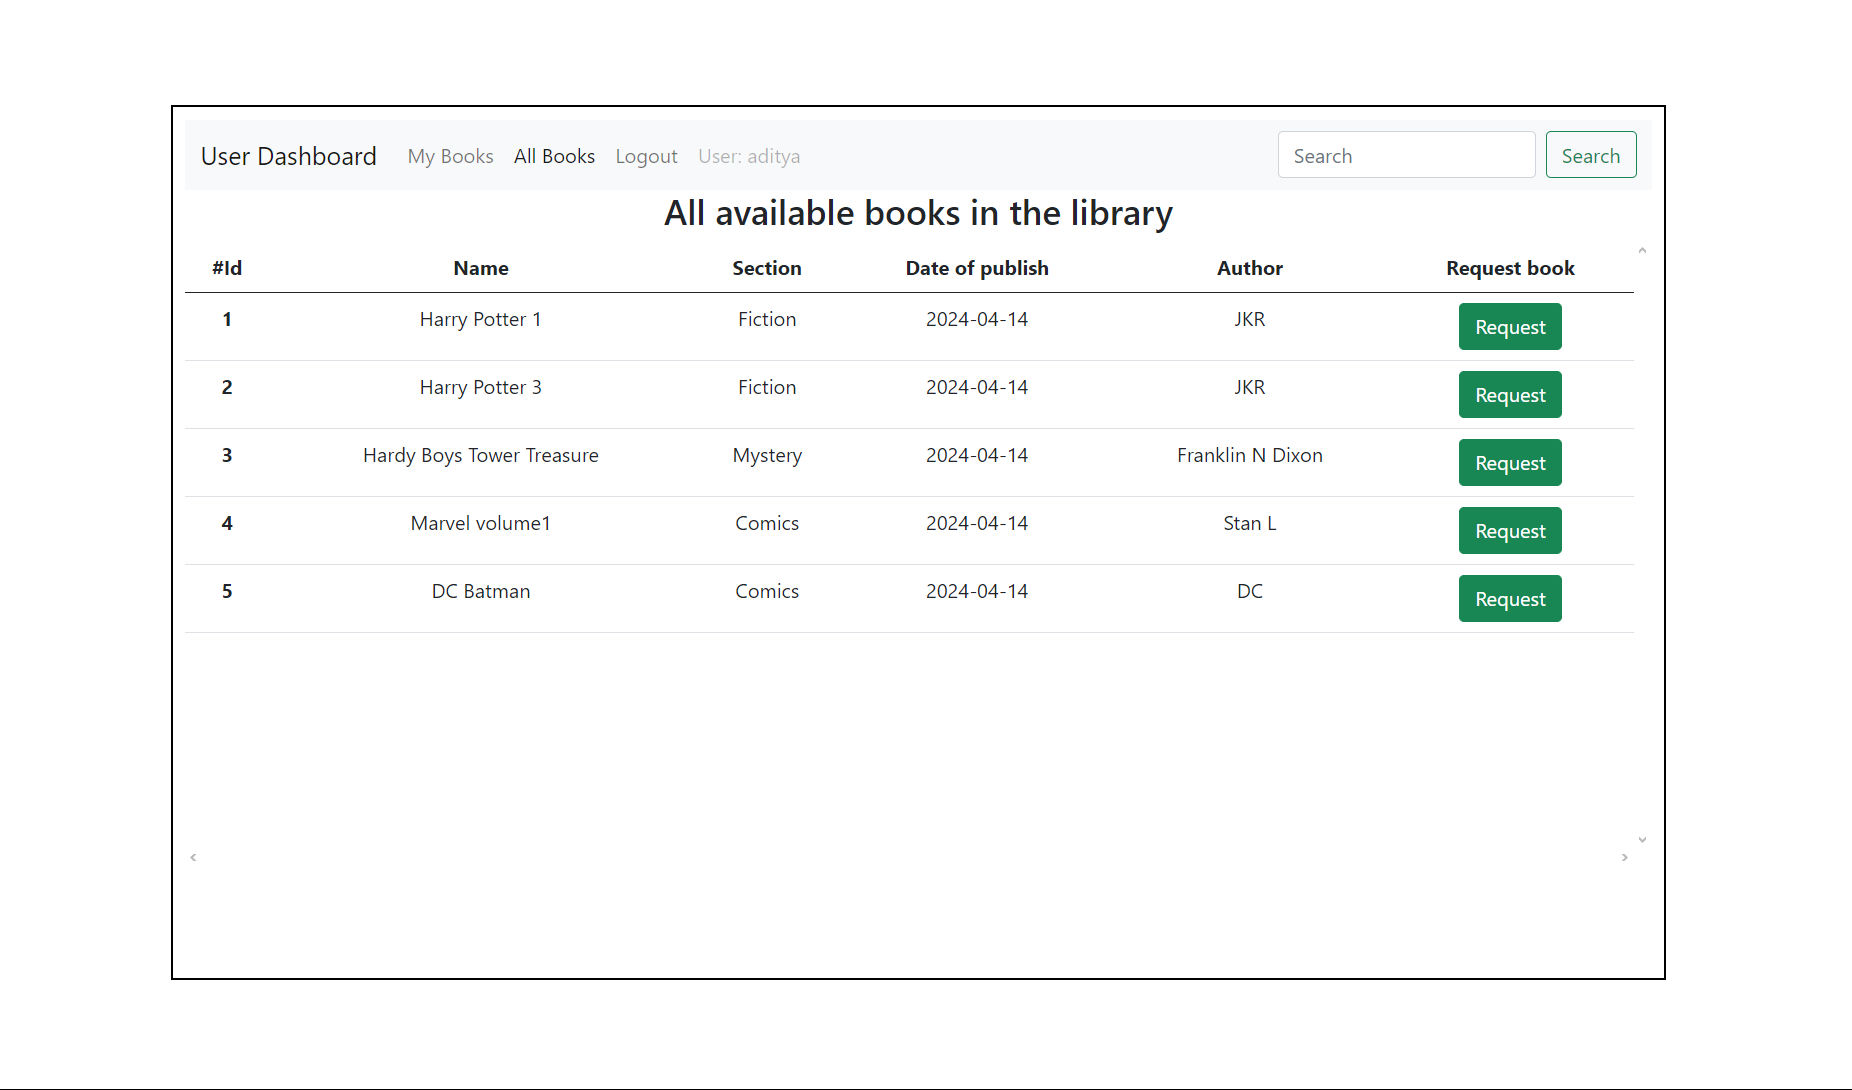 User Dashboard My Books All Books Logout User: aditya Search Search
All available books in the library
#Id Name Section Date of publish Author Request book
1 Harry Potter 1 Fiction 2024-04-14 JKR Request
2 Harry Potter 3 Fiction 2024-04-14 JKR Request
3 Hardy Boys Tower Treasure Mystery 2024-04-14 Franklin N Dixon Request
4 Marvel volume1 Comics 2024-04-14 Stan L Request
5 DC Batman Comics 2024-04-14 DC Request